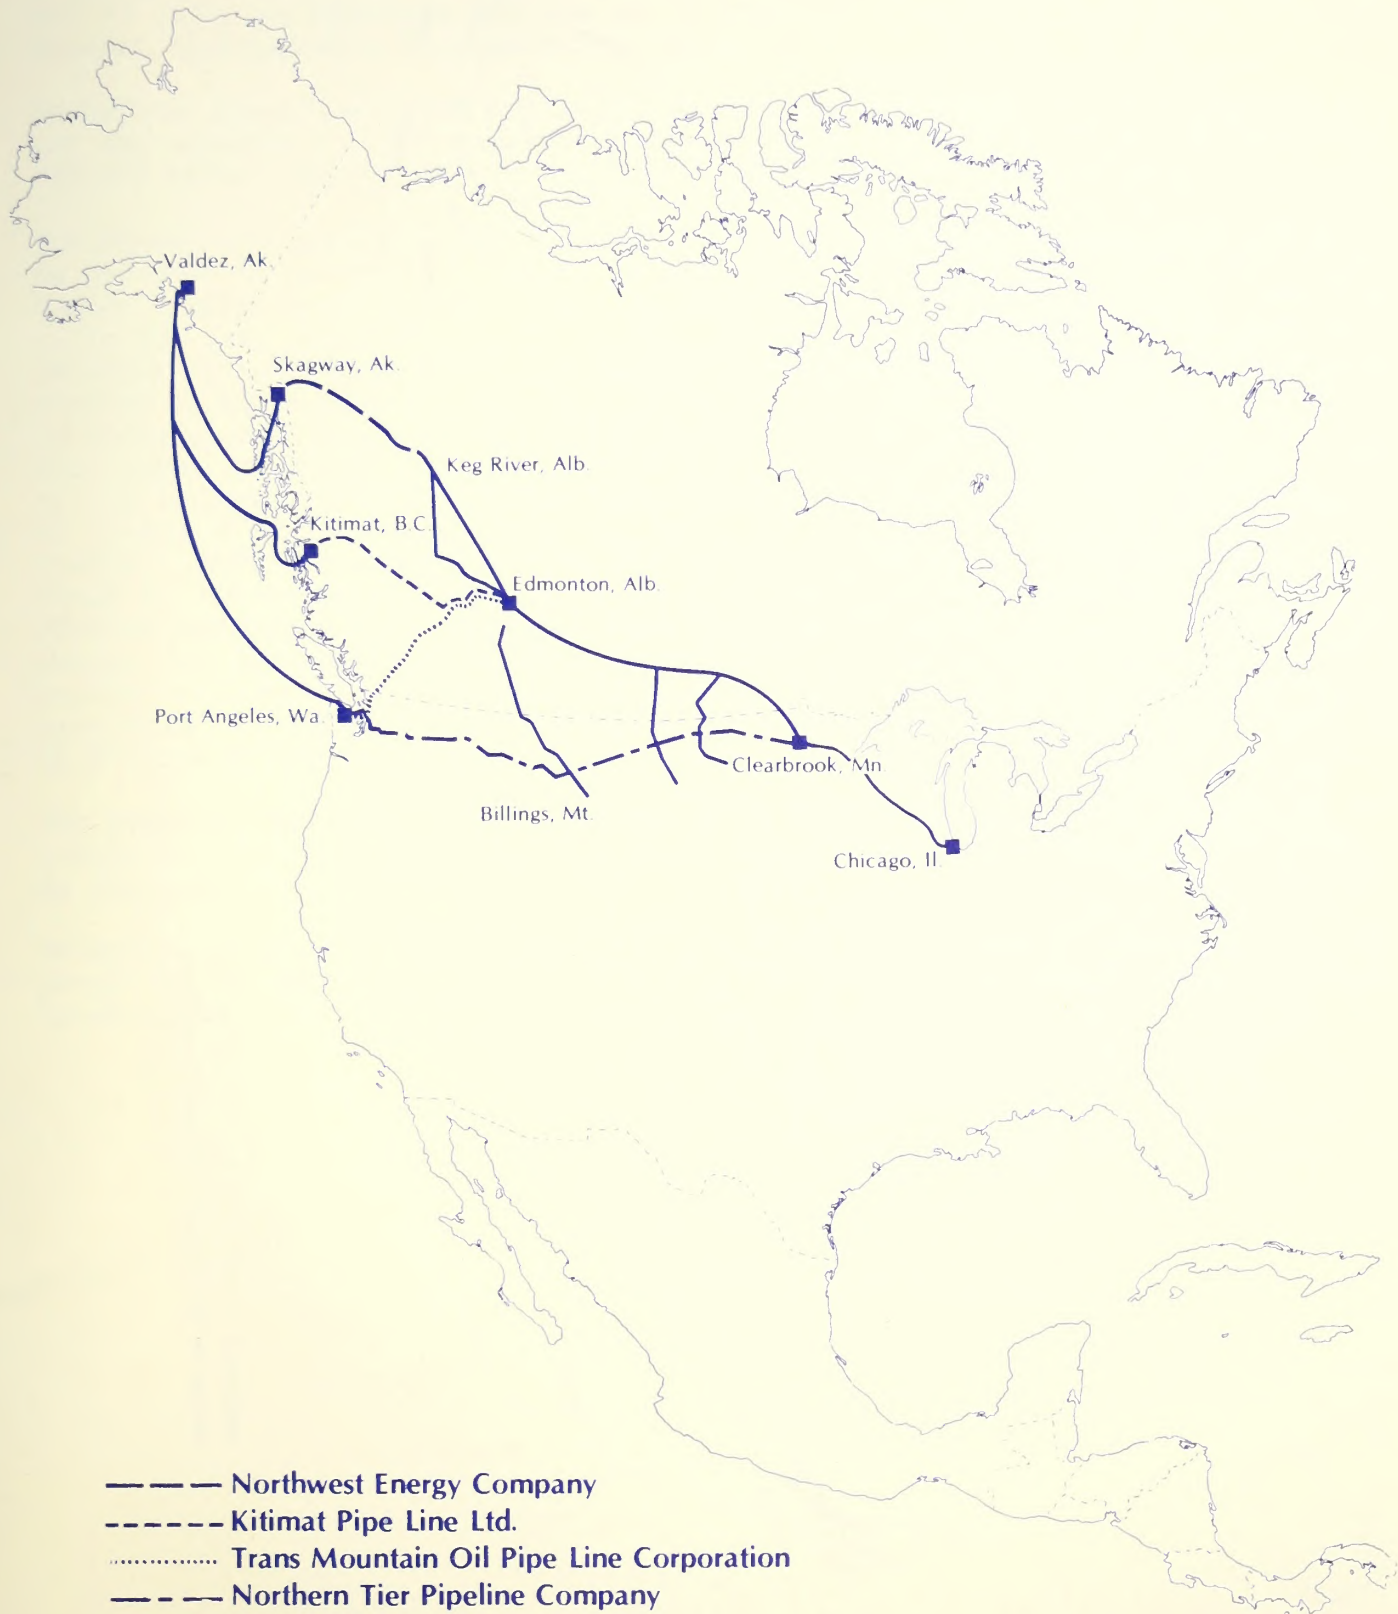 Valdez, Ak.
Skagway, Ak.
Keg River, Alb.
Kitimat, B.C.
Edmonton, Alb.
Port Angeles, Wa.
Clearbrook, Mn.
Billings, Mt.
Chicago, Il.
Northwest Energy Company
Kitimat Pipe Line Ltd.
Trans Mountain Oil Pipe Line Corporation
Northern Tier Pipeline Company